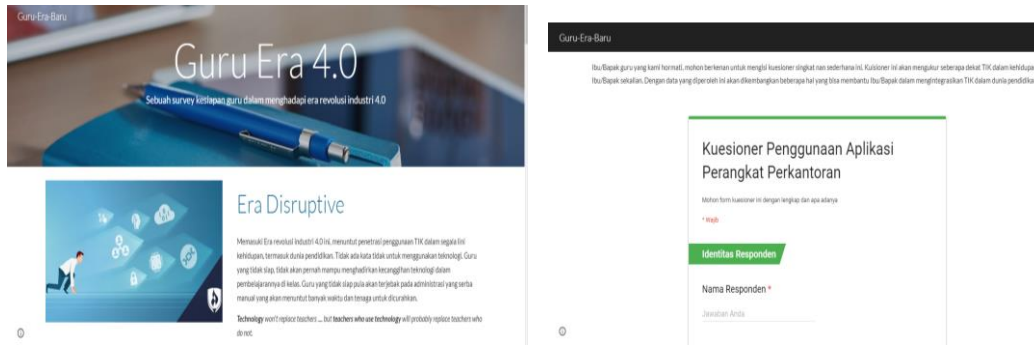 Guru-Era-Baru
Guru Era 4.0
Sebuah survey kesiapan guru dalam menghadapi era revolusi industri 4.0
Era Disruptive
Memasuki Era revolusi industri 4.0 ini, menuntut penetrasi penggunaan TIK dalam segala lini
kehidupan, termasuk dunia pendidikan. Tidak ada kata tidak untuk menggunakan teknologi. Guru
yang tidak siap, tidak akan pernah mampu menghadirkan kecanggihan teknologi dalam
pembelajarannya di kelas. Guru yang tidak siap pula akan terjebak pada administrasi yang serba
manual yang akan menuntut banyak waktu dan tenaga untuk dicurahkan.
Technology won't replace teachers .... but teachers who use technology will probably replace teachers who
do not.
Guru-Era-Baru
Ibu/Bapak guru yang kami hormati, mohon berkenan untuk mengisi kuesioner singkat nan sederhana ini. Kuisioner ini akan mengukur seberapa dekat TIK dalam kehidupa
Ibu/Bapak sekalian. Dengan data yang diperoleh ini akan dikembangkan beberapa hal yang bisa membantu Ibu/Bapak dalam mengintegrasikan TIK dalam dunia pendidika
Kuesioner Penggunaan Aplikasi
Perangkat Perkantoran
Mohon form kuesioner ini dengan lengkap dan apa adanya
* Wajib
Identitas Responden
Nama Responden *
Jawaban Anda